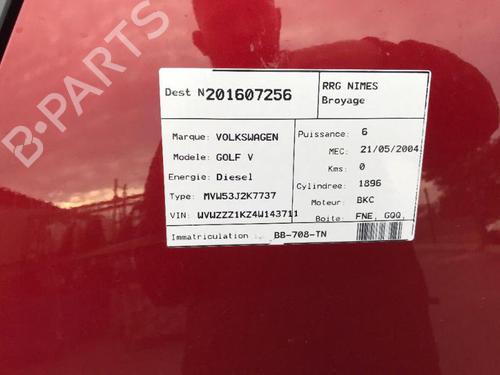 Dest N 201607256
RRG NIMES
Broyage
Marque: VOLKSWAGEN
Modele: GOLF V
Energie: Diesel
Type: MVW53J2K7737
VIN: WVWZZZ1KZ4W143711
Puissance: 6
MEC: 21/05/2004
Kms: 0
Cylindree: 1896
Moteur: BKC
Boite: FNE, GQQ,
Immatriculation : BB-708-TN